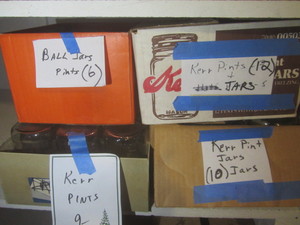 BALL Jars
Pints (6)
Kerr Pints (12)
JARS
Kerr
PINTS
9
Kerr Pint
Jars
(10) Jars